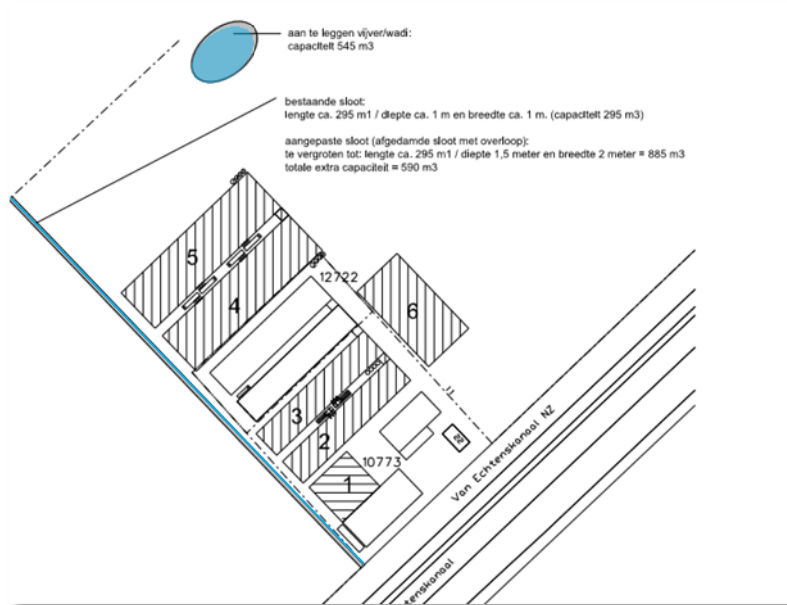 aan te leggen vijver/wadi:
capaciteit 545 m3
bestaande sloot:
lengte ca. 295 m1 / diepte ca. 1 m en breedte ca. 1 m. (capaciteit 295 m3)
aangepaste sloot (afgedamde sloot met overloop):
te vergroten tot: lengte ca. 295 m1 / diepte 1,5 meter en breedte 2 meter = 885 m3
totale extra capaciteit = 590 m3
5
4
12722
6
3
2
10773
1
22
Van Echtenskanaal NZ